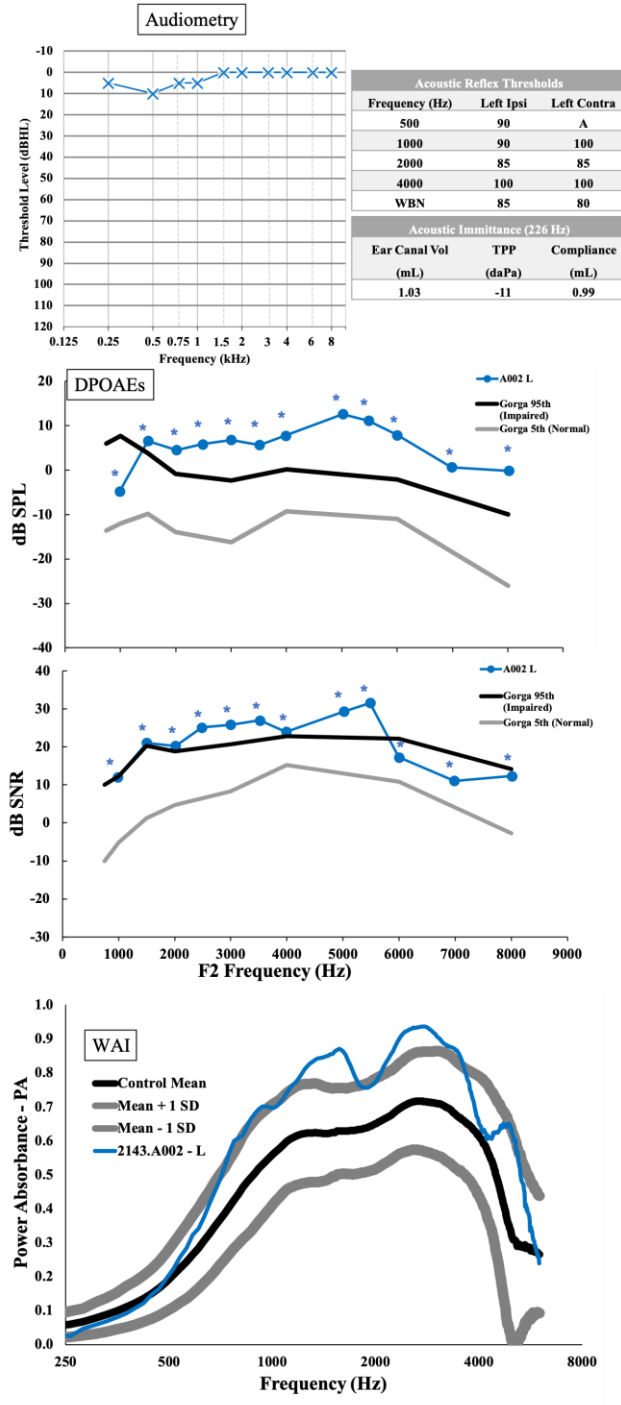 Audiometry
-10
0
10
20
30
40
50
60
70
80
90
100
110
120
Threshold Level (dBHL)
0.125 0.25 0.5 0.75 1 1.5 2 3 4 6 8
Frequency (kHz)
Acoustic Reflex Thresholds
Frequency (Hz) Left Ipsi Left Contra
500 90 A
1000 90 100
2000 85 85
4000 100 100
WBN 85 80
Acoustic Immittance (226 Hz)
Ear Canal Vol TPP Compliance
(mL) (daPa) (mL)
1.03 -11 0.99
DPOAEs
20
10
0
-10
-20
-30
-40
dB SPL
* * * * * * * * * * * *
A002 L
Gorga 95th
(Impaired)
Gorga 5th (Normal)
40
30
20
10
0
-10
-20
-30
dB SNR
* * * * * * * * * * * *
A002 L
Gorga 95th
(Impaired)
Gorga 5th (Normal)
0 1000 2000 3000 4000 5000 6000 7000 8000 9000
F2 Frequency (Hz)
WAI
1.0
0.9
0.8
0.7
0.6
0.5
0.4
0.3
0.2
0.1
0.0
Power Absorbance - PA
Control Mean
Mean + 1 SD
Mean - 1 SD
2143.A002 - L
250 500 1000 2000 4000 8000
Frequency (Hz)